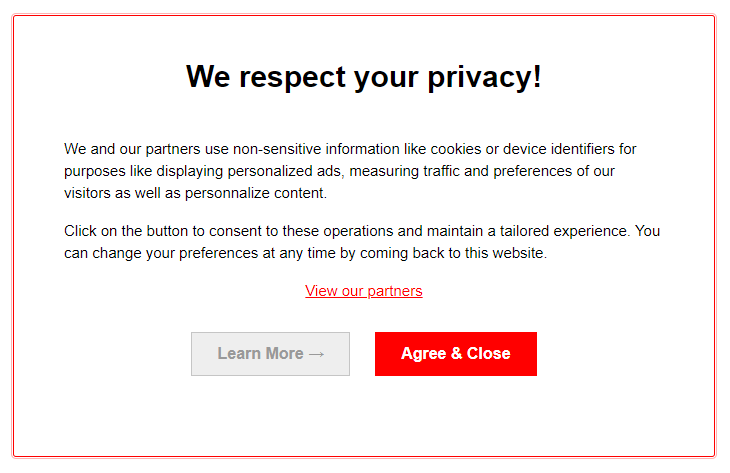 We respect your privacy!
We and our partners use non-sensitive information like cookies or device identifiers for
purposes like displaying personalized ads, measuring traffic and preferences of our
visitors as well as personnalize content.
Click on the button to consent to these operations and maintain a tailored experience. You
can change your preferences at any time by coming back to this website.
View our partners
Learn More → Agree & Close